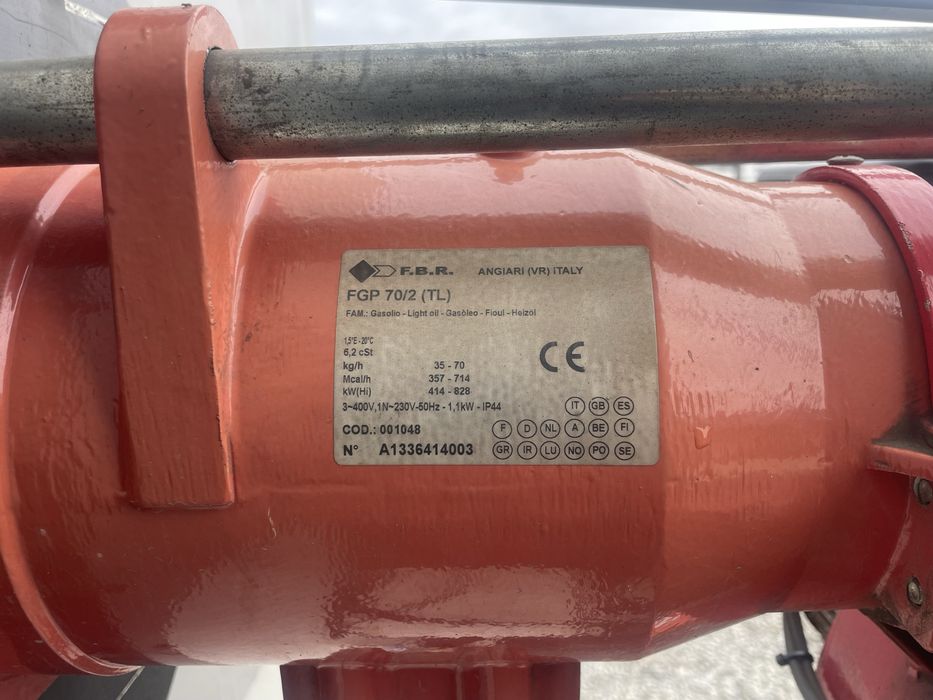 F.B.R. ANGIARI (VR) ITALY
FGP 70/2 (TL)
FAM.: Gasolio - Light oil - Gasòleo - Fioul - Heizöl
1,5°E - 20°C
6,2 cSt
kg/h 35 - 70
Mcal/h 357 - 714
kW(Hi) 414 - 828
CE
3~400V,1N~230V-50Hz - 1,1kW - IP44
IT GB ES
COD.: 001048
F D NL A BE FI
N° A1336414003
GR IR LU NO PO SE